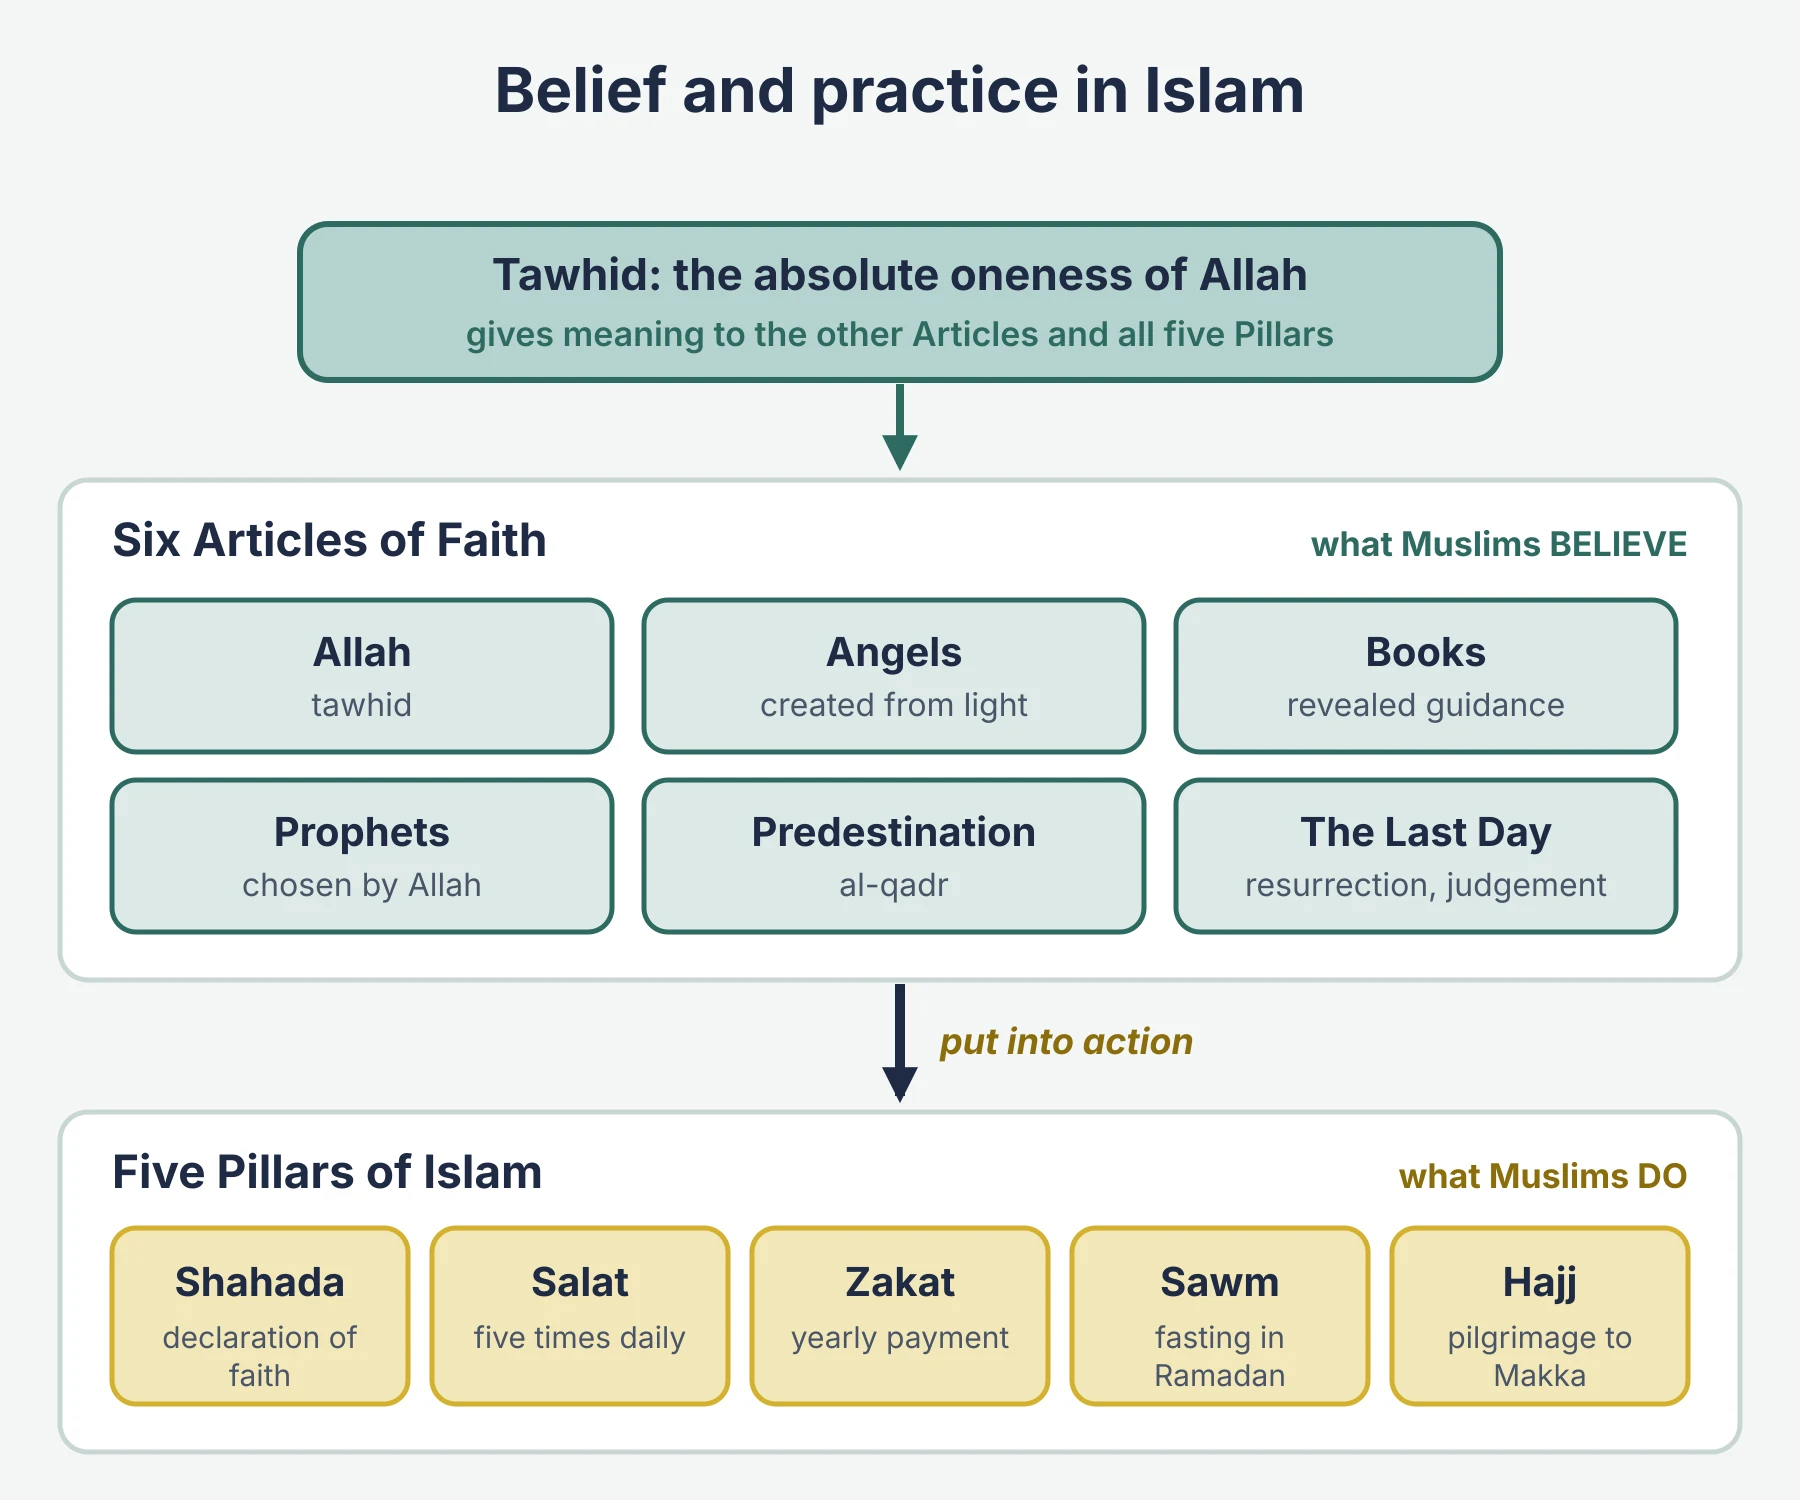 Belief and practice in Islam
Tawhid: the absolute oneness of Allah
gives meaning to the other Articles and all five Pillars
Six Articles of Faith
what Muslims BELIEVE
Allah
tawhid
Angels
created from light
Books
revealed guidance
Prophets
chosen by Allah
Predestination
al-qadr
The Last Day
resurrection, judgement
put into action
Five Pillars of Islam
what Muslims DO
Shahada
declaration of
faith
Salat
five times daily
Zakat
yearly payment
Sawm
fasting in
Ramadan
Hajj
pilgrimage to
Makka